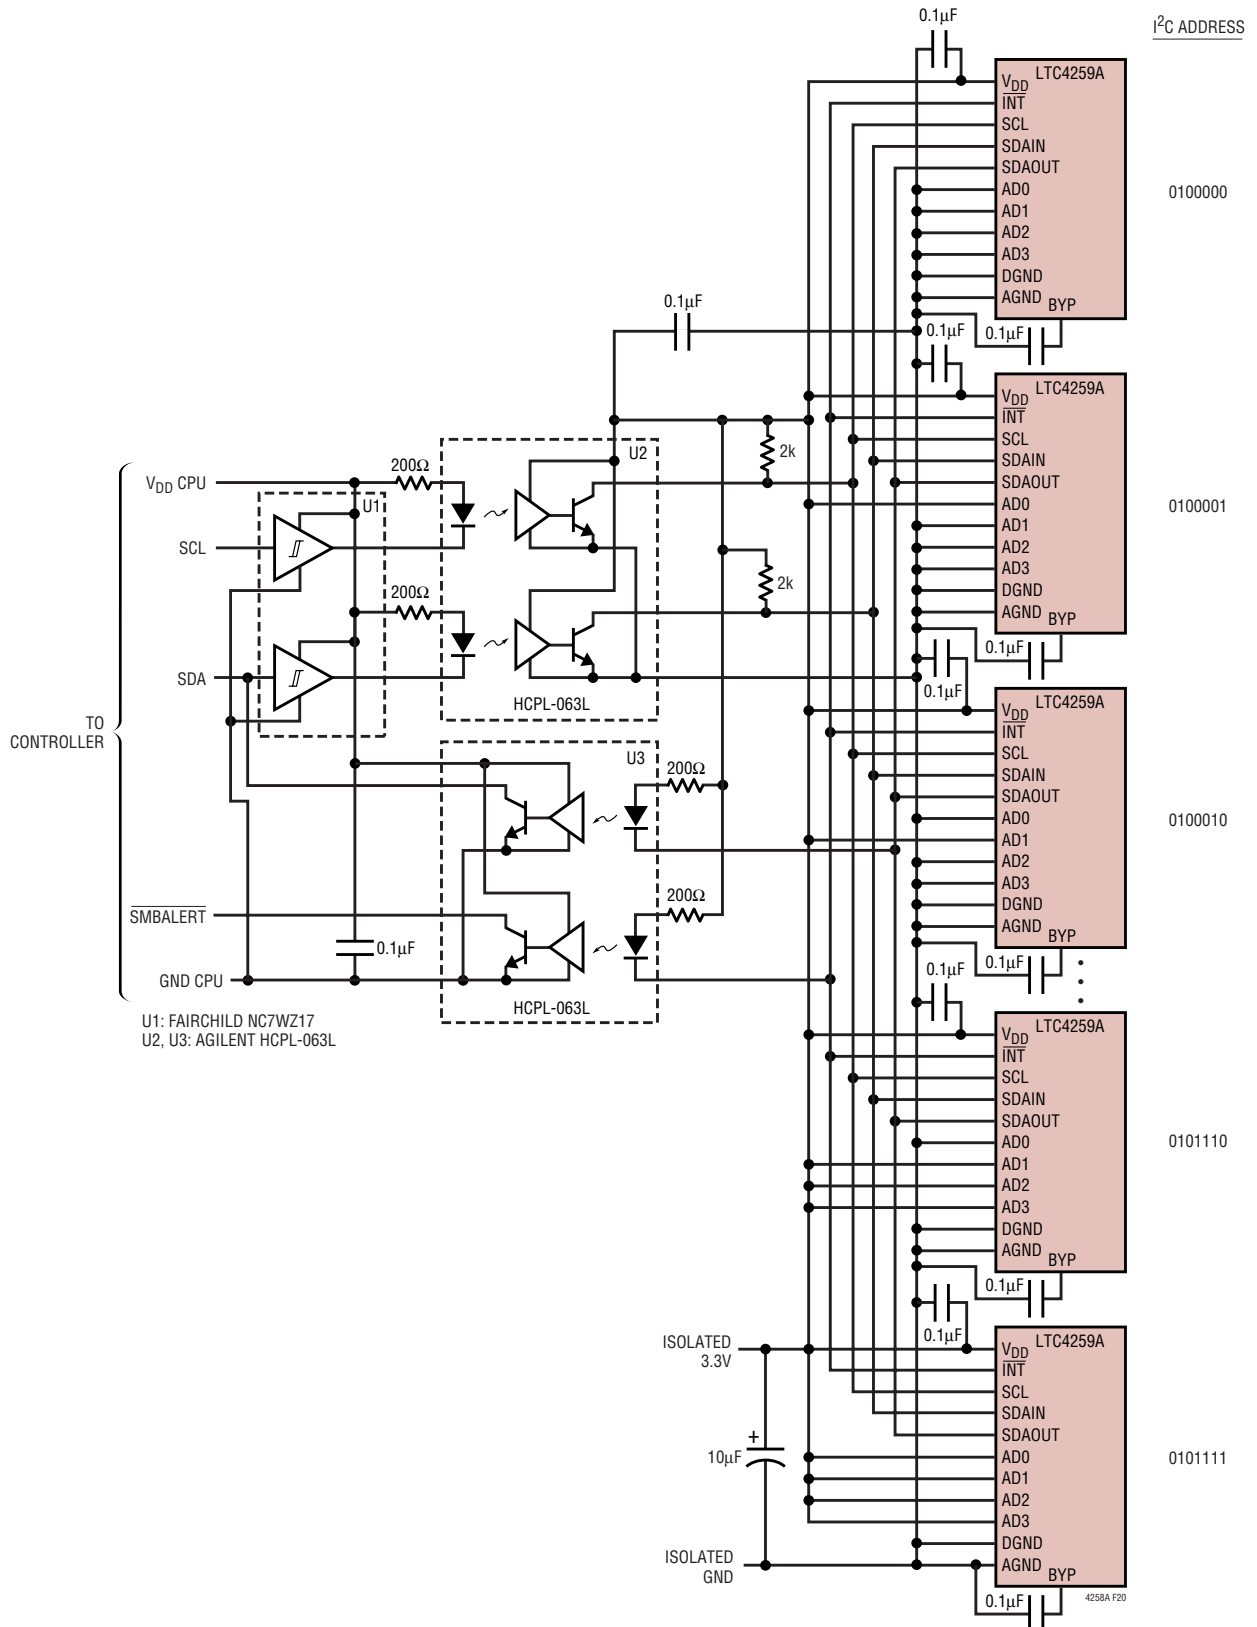 0.1µF
I²C ADDRESS
LTC4259A
VDD
INT
SCL
SDAIN
SDAOUT
AD0
AD1
AD2
AD3
DGND
AGND
BYP
0100000
0.1µF
0.1µF
0.1µF
LTC4259A
VDD
INT
SCL
SDAIN
SDAOUT
AD0
AD1
AD2
AD3
DGND
AGND
BYP
0100001
0.1µF
0.1µF
U2
2k
200Ω
VDD CPU
U1
SCL
200Ω
2k
SDA
HCPL-063L
TO
CONTROLLER
U3
200Ω
200Ω
SMBALERT
0.1µF
GND CPU
HCPL-063L
U1: FAIRCHILD NC7WZ17
U2, U3: AGILENT HCPL-063L
LTC4259A
VDD
INT
SCL
SDAIN
SDAOUT
AD0
AD1
AD2
AD3
DGND
AGND
BYP
0100010
0.1µF
0.1µF
LTC4259A
VDD
INT
SCL
SDAIN
SDAOUT
AD0
AD1
AD2
AD3
DGND
AGND
BYP
0101110
0.1µF
0.1µF
ISOLATED
3.3V
+
10µF
ISOLATED
GND
LTC4259A
VDD
INT
SCL
SDAIN
SDAOUT
AD0
AD1
AD2
AD3
DGND
AGND
BYP
0101111
0.1µF
4258A F20